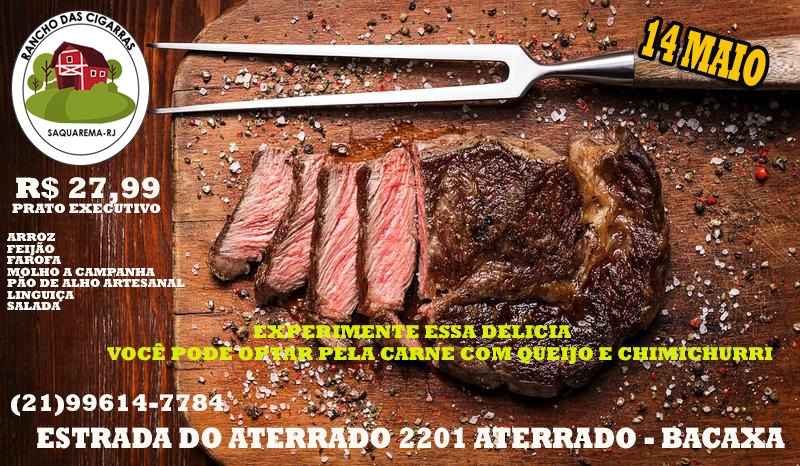 RANCHO DAS CIGARRAS
SAQUAREMA-RJ
14 MAIO
R$ 27,99
PRATO EXECUTIVO
ARROZ
FEIJÃO
FAROFA
MOLHO A CAMPANHA
PÃO DE ALHO ARTESANAL
LINGUIÇA
SALADA
EXPERIMENTE ESSA DELICIA
VOCÊ PODE OPTAR PELA CARNE COM QUEIJO E CHIMICHURRI
(21)99614-7784
ESTRADA DO ATERRADO 2201 ATERRADO - BACAXA